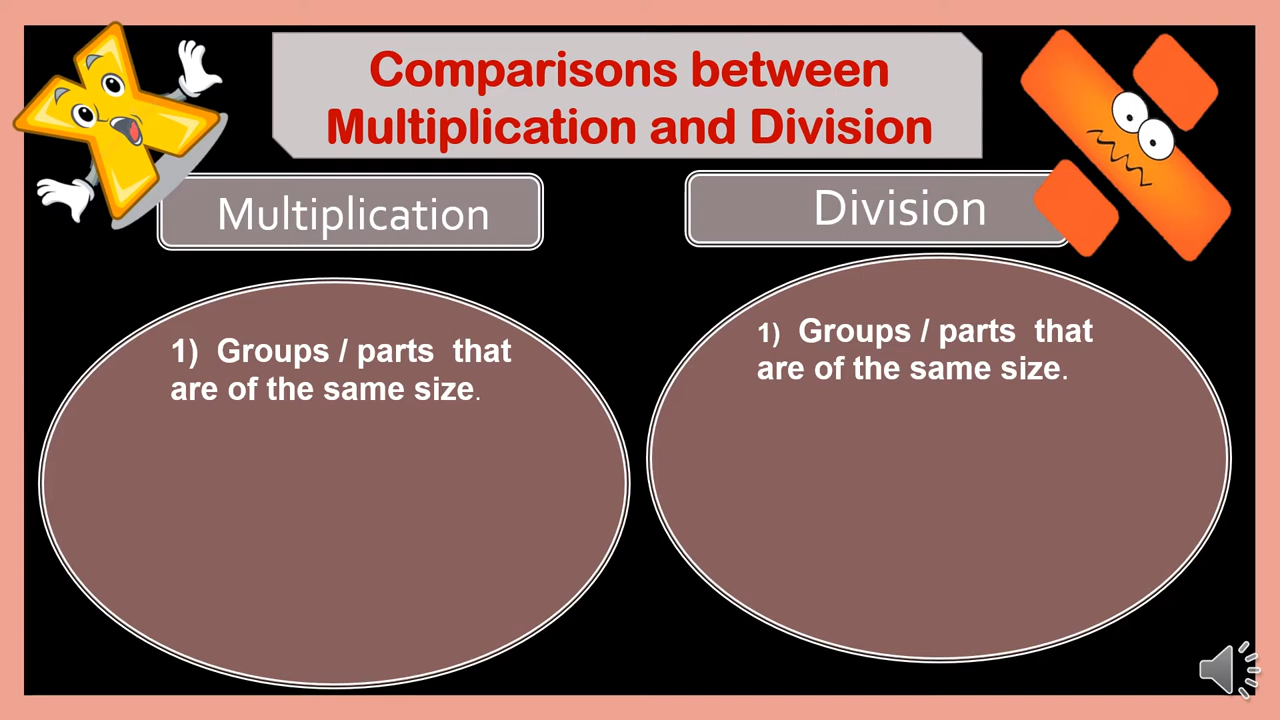 Comparisons between
Multiplication and Division
Multiplication
Division
1) Groups / parts that
are of the same size.
1) Groups / parts that
are of the same size.